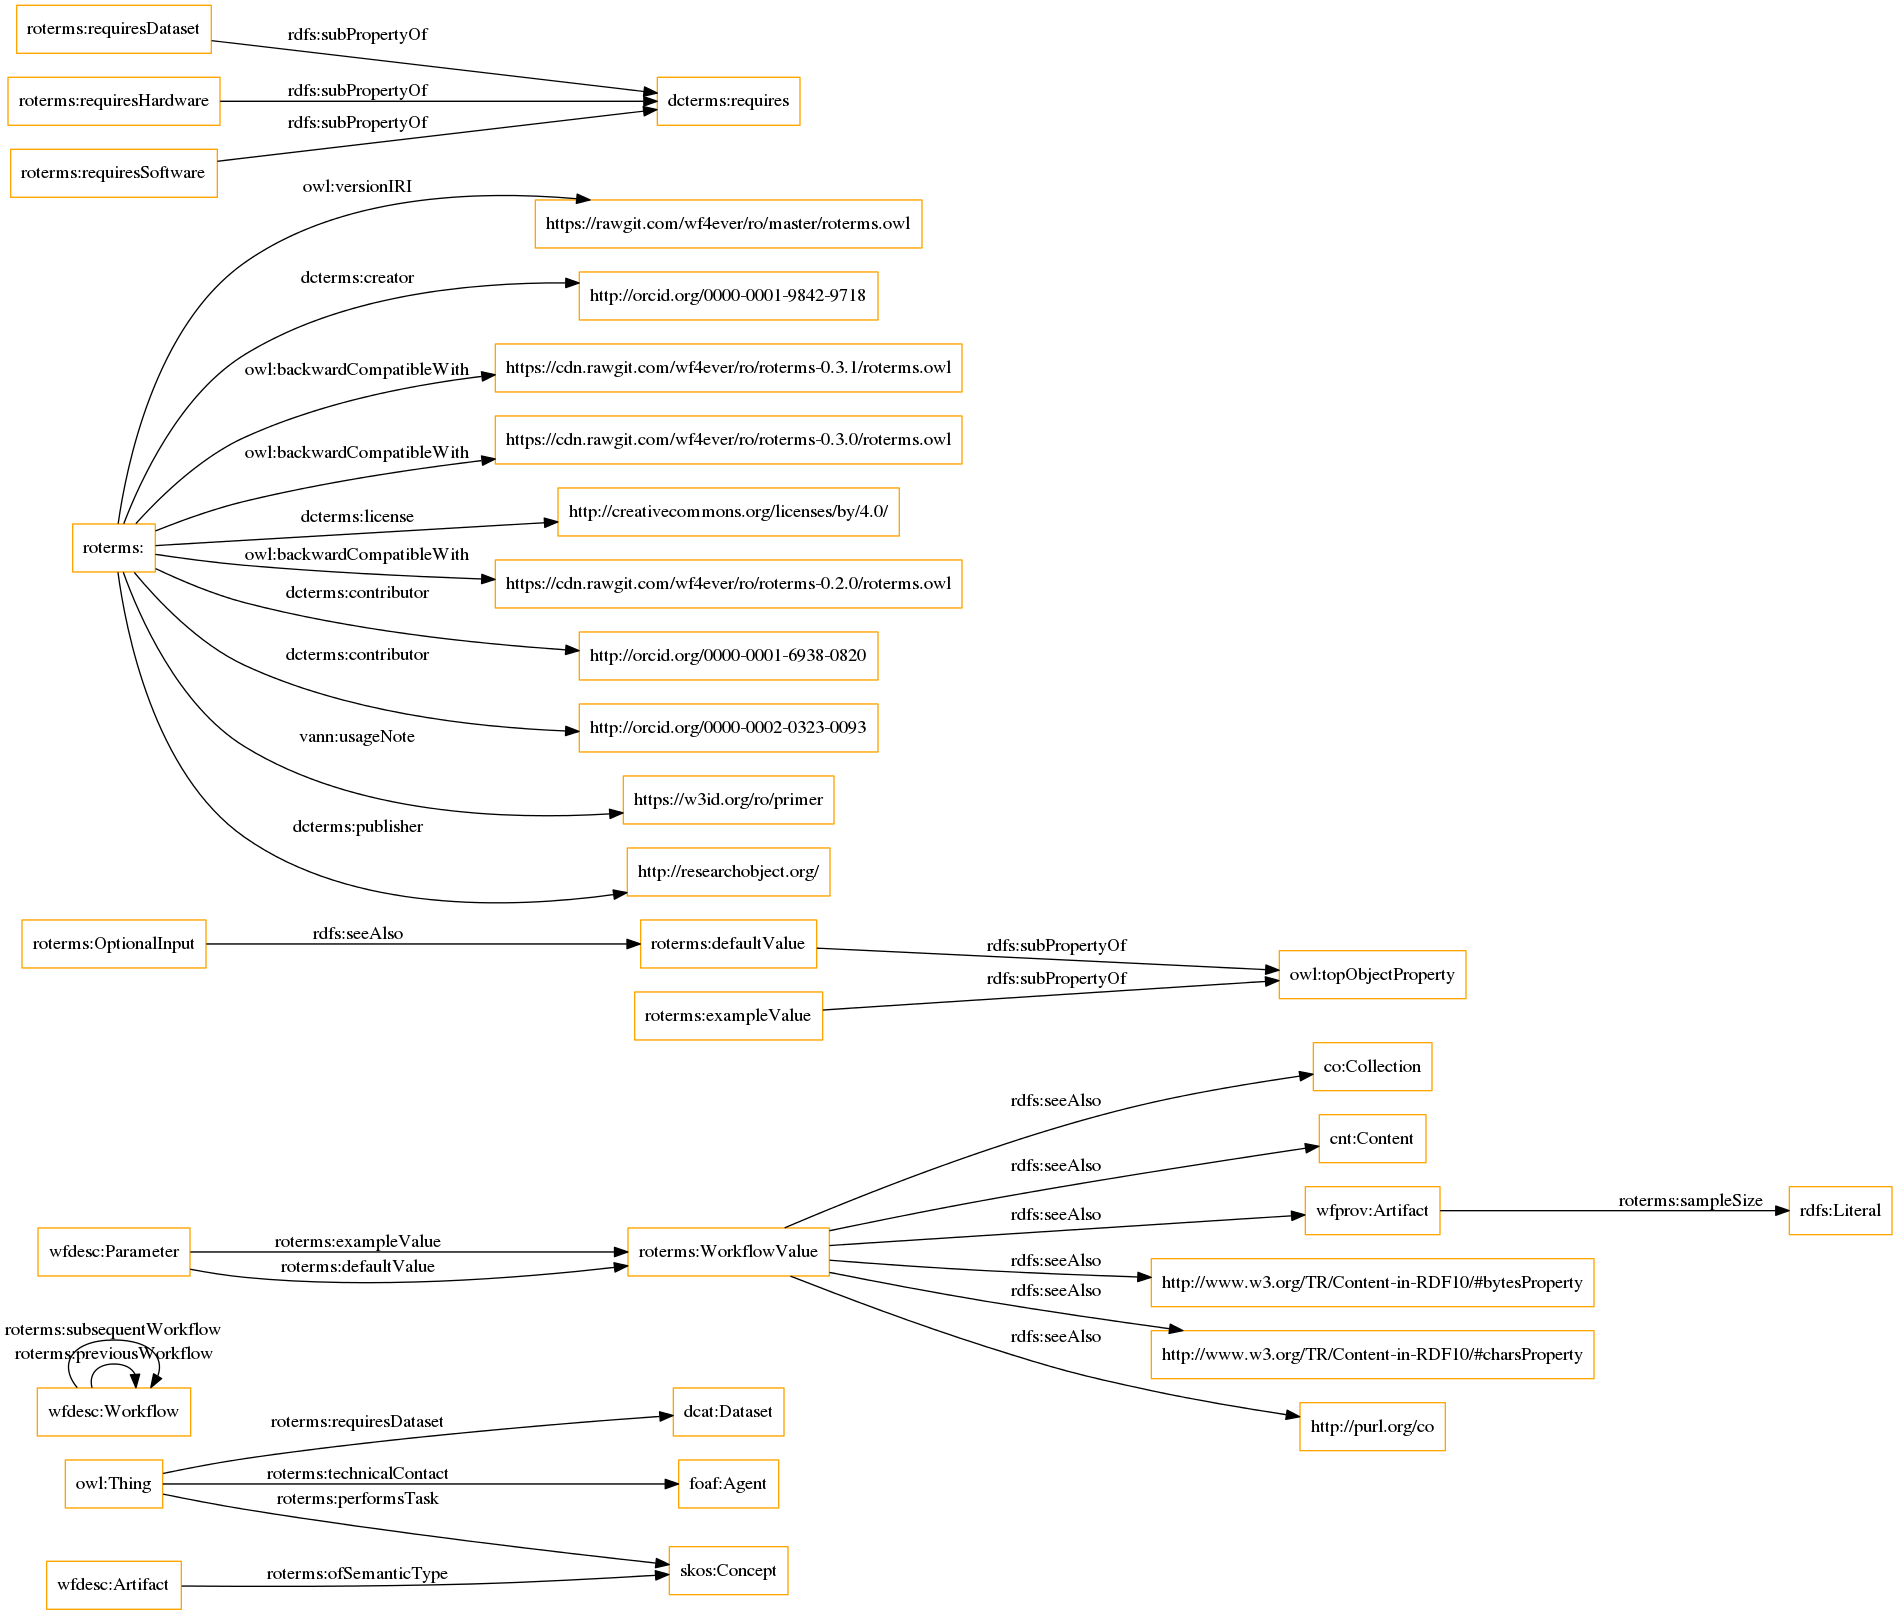 roterms:requiresDataset
rdfs:subPropertyOf
roterms:requiresHardware
rdfs:subPropertyOf
dcterms:requires
rdfs:subPropertyOf
roterms:requiresSoftware
owl:versionIRI
https://rawgit.com/wf4ever/ro/master/roterms.owl
dcterms:creator
http://orcid.org/0000-0001-9842-9718
owl:backwardCompatibleWith
https://cdn.rawgit.com/wf4ever/ro/roterms-0.3.1/roterms.owl
owl:backwardCompatibleWith
https://cdn.rawgit.com/wf4ever/ro/roterms-0.3.0/roterms.owl
dcterms:license
http://creativecommons.org/licenses/by/4.0/
roterms:
owl:backwardCompatibleWith
https://cdn.rawgit.com/wf4ever/ro/roterms-0.2.0/roterms.owl
dcterms:contributor
http://orcid.org/0000-0001-6938-0820
dcterms:contributor
http://orcid.org/0000-0002-0323-0093
vann:usageNote
https://w3id.org/ro/primer
dcterms:publisher
http://researchobject.org/
roterms:OptionalInput
rdfs:seeAlso
roterms:defaultValue
rdfs:subPropertyOf
owl:topObjectProperty
rdfs:subPropertyOf
roterms:exampleValue
co:Collection
rdfs:seeAlso
cnt:Content
rdfs:seeAlso
rdfs:seeAlso
wfprov:Artifact
roterms:sampleSize
rdfs:Literal
wfdesc:Parameter
roterms:exampleValue
roterms:defaultValue
roterms:WorkflowValue
rdfs:seeAlso
http://www.w3.org/TR/Content-in-RDF10/#bytesProperty
rdfs:seeAlso
http://www.w3.org/TR/Content-in-RDF10/#charsProperty
rdfs:seeAlso
http://purl.org/co
roterms:subsequentWorkflow
roterms:previousWorkflow
wfdesc:Workflow
roterms:requiresDataset
dcat:Dataset
owl:Thing
roterms:technicalContact
foaf:Agent
roterms:performsTask
skos:Concept
wfdesc:Artifact
roterms:ofSemanticType